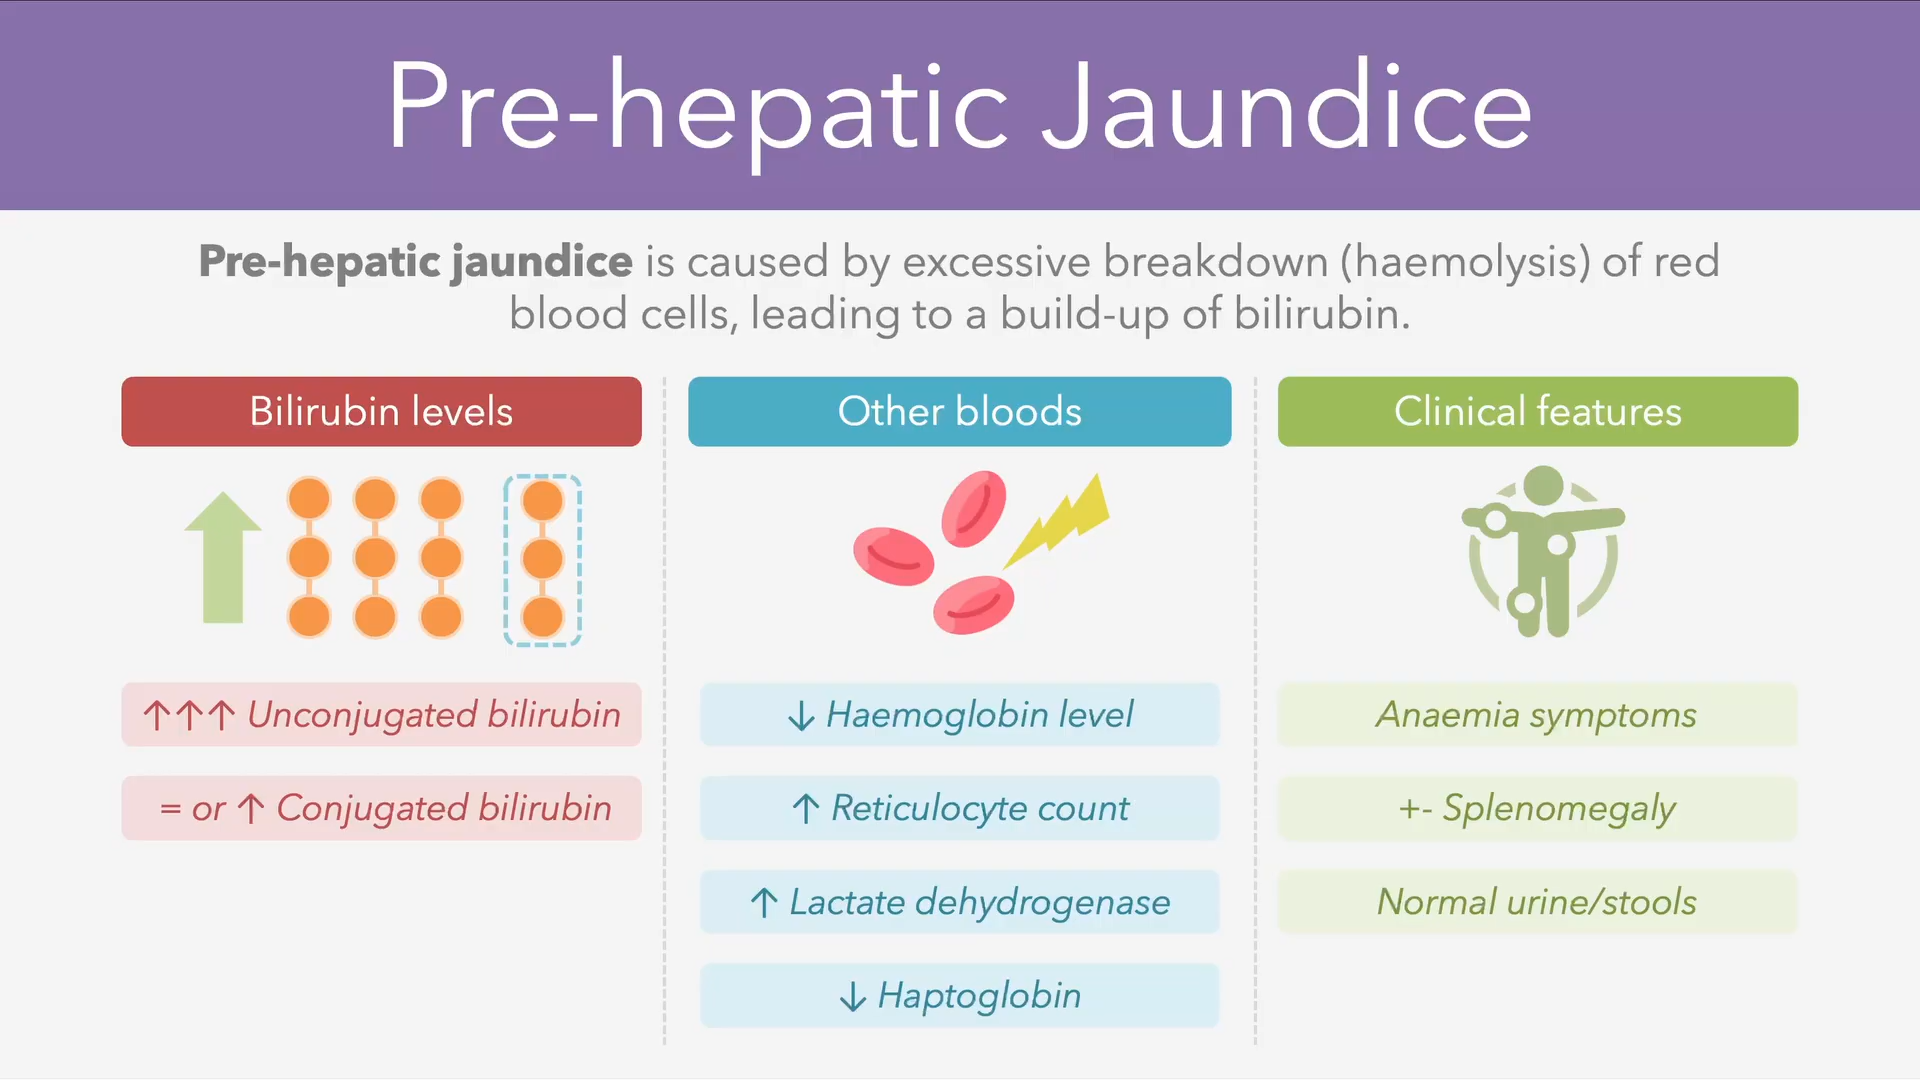 Pre-hepatic Jaundice
Pre-hepatic jaundice is caused by excessive breakdown (haemolysis) of red
blood cells, leading to a build-up of bilirubin.
Bilirubin levels
↑↑↑ Unconjugated bilirubin
= or ↑ Conjugated bilirubin
Other bloods
↓ Haemoglobin level
↑ Reticulocyte count
↑ Lactate dehydrogenase
↓ Haptoglobin
Clinical features
Anaemia symptoms
+- Splenomegaly
Normal urine/stools